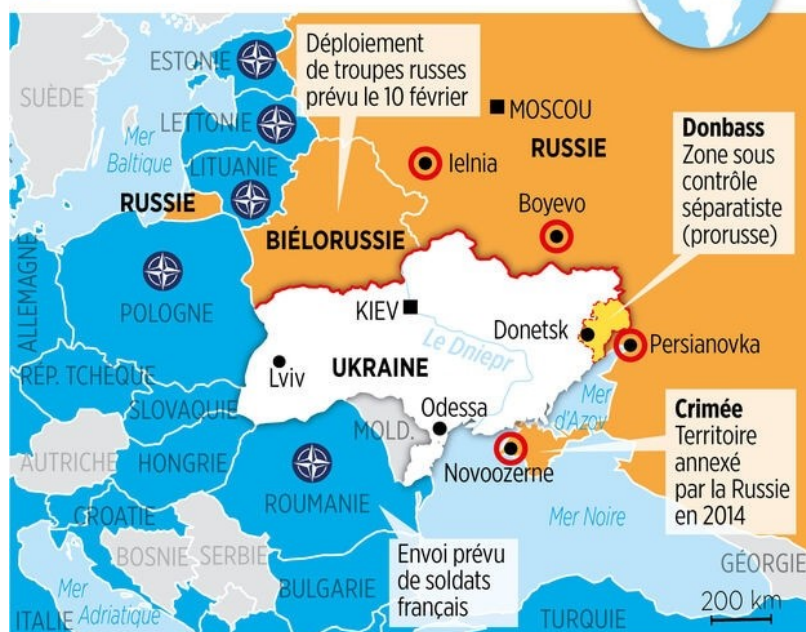 ESTONIE
SUÈDE
LETTONIE
Mer
Baltique
LITUANIE
RUSSIE
Déploiement
de troupes russes
prévu le 10 février
MOSCOU
RUSSIE
Ielnia
Boyevo
Donbass
Zone sous
contrôle
séparatiste
(prorusse)
BIÉLORUSSIE
ALLEMAGNE
POLOGNE
KIEV
Le Dniepr
Donetsk
Persianovka
Lviv
UKRAINE
RÉP. TCHÈQUE
SLOVAQUIE
MOLD.
Odessa
Mer
d'Azov
Crimée
Territoire
annexé
par la Russie
en 2014
AUTRICHE
HONGRIE
Novoozerne
ROUMANIE
CROATIE
BOSNIE
SERBIE
Mer Noire
Envoi prévu
de soldats
français
GÉORGIE
BULGARIE
Mer
Adriatique
ITALIE
TURQUIE
200 km